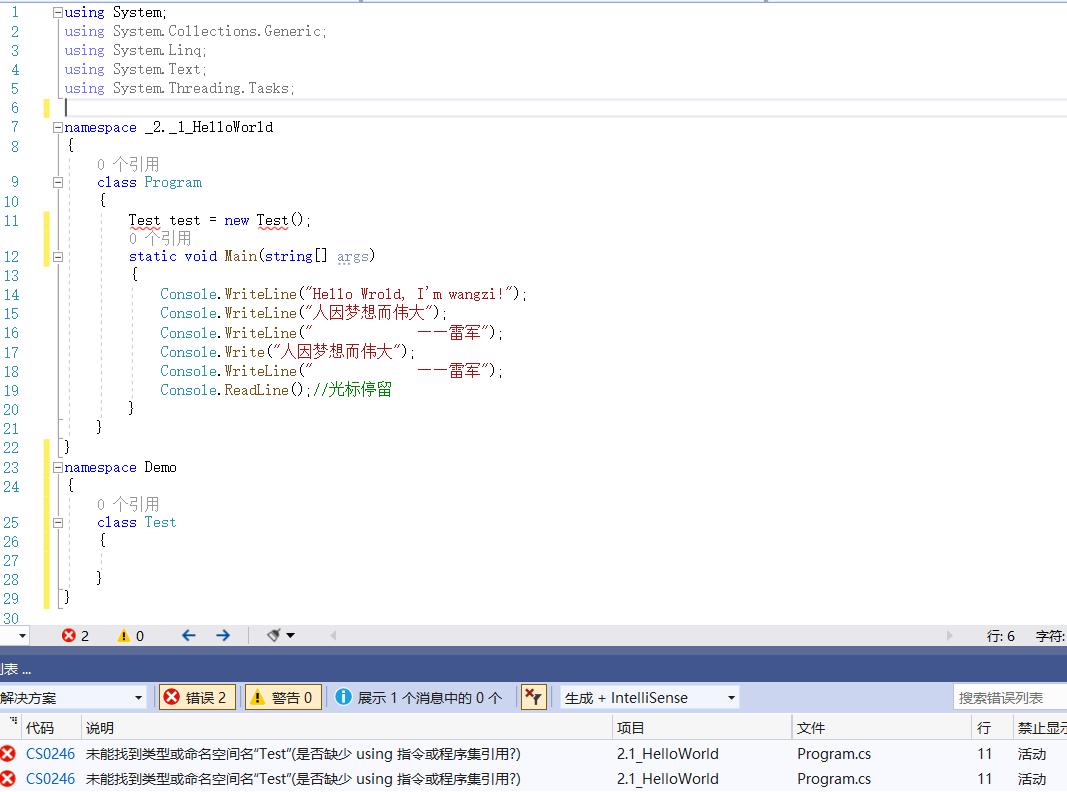 1 using System;
2 using System.Collections.Generic;
3 using System.Linq;
4 using System.Text;
5 using System.Threading.Tasks;
6
7 namespace _2._1_HelloWorld
8 {
0 个引用
9 class Program
10 {
11 Test test = new Test();
0 个引用
12 static void Main(string[] args)
13 {
14 Console.WriteLine("Hello Wrold, I'm wangzi!");
15 Console.WriteLine("人因梦想而伟大");
16 Console.WriteLine("             ——雷军");
17 Console.Write("人因梦想而伟大");
18 Console.WriteLine("             ——雷军");
19 Console.ReadLine();//光标停留
20 }
21 }
22 }
23 namespace Demo
24 {
0 个引用
25 class Test
26 {
27
28 }
29 }
30
2 0 行: 6 字符:
列表 ...
解决方案 错误 2 警告 0 展示 1 个消息中的 0 个 生成 + IntelliSense 搜索错误列表
代码 说明 项目 文件 行 禁止显示
CS0246 未能找到类型或命名空间名“Test”(是否缺少 using 指令或程序集引用?) 2.1_HelloWorld Program.cs 11 活动
CS0246 未能找到类型或命名空间名“Test”(是否缺少 using 指令或程序集引用?) 2.1_HelloWorld Program.cs 11 活动